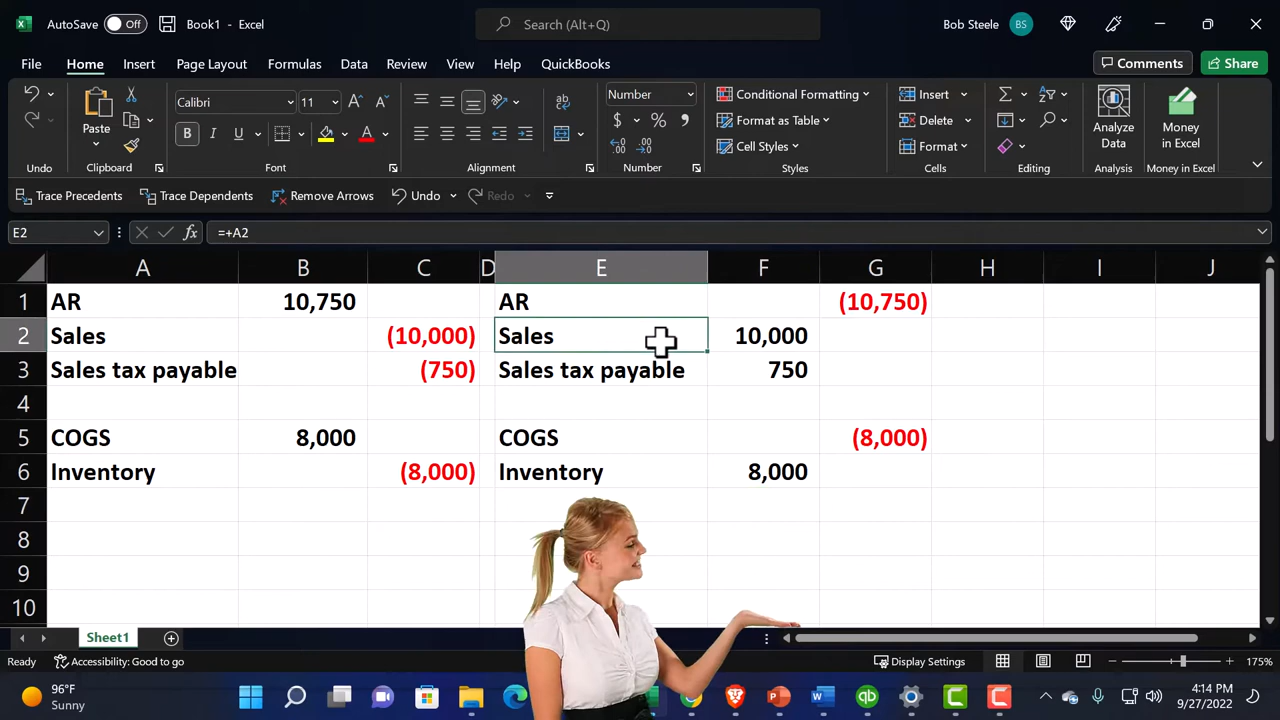 AutoSave Off Book1 - Excel Search (Alt+Q) Bob Steele BS
File Home Insert Page Layout Formulas Data Review View Help QuickBooks Comments Share
Calibri 11 Number Conditional Formatting Insert
Paste B I U $ % Format as Table Delete Analyze Data Money in Excel
Cell Styles Format
Undo Clipboard Font Alignment Number Styles Cells Editing Analysis Money in Excel
Trace Precedents Trace Dependents Remove Arrows Undo Redo
E2 fx =+A2
A B C D E F G H I J
1 AR 10,750 AR (10,750)
2 Sales (10,000) Sales 10,000
3 Sales tax payable (750) Sales tax payable 750
4
5 COGS 8,000 COGS (8,000)
6 Inventory (8,000) Inventory 8,000
7
8
9
10
Sheet1
Ready Accessibility: Good to go Display Settings 175%
96°F
Sunny
4:14 PM
9/27/2022